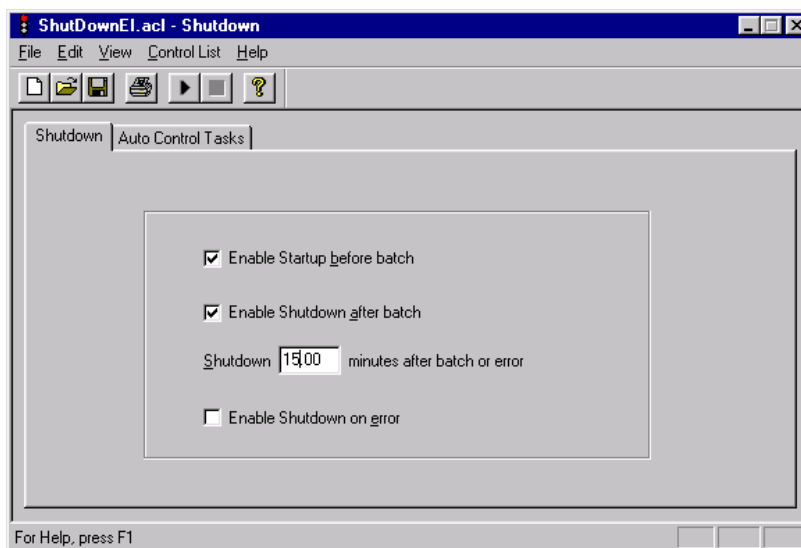 ShutDownEI.acl - Shutdown
File Edit View Control List Help
Shutdown Auto Control Tasks
Enable Startup before batch
Enable Shutdown after batch
Shutdown 15.00 minutes after batch or error
Enable Shutdown on error
For Help, press F1